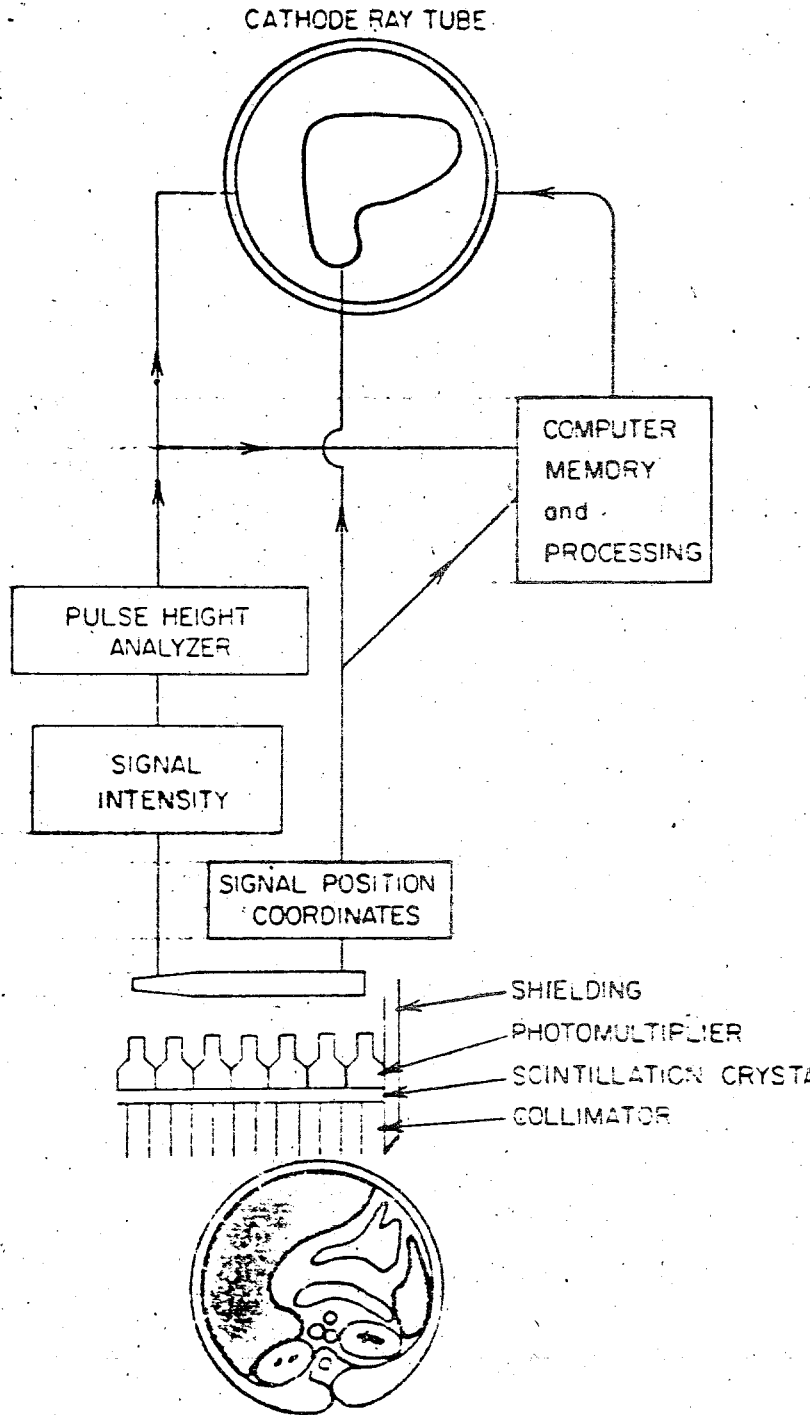 CATHODE RAY TUBE
COMPUTER
MEMORY
and
PROCESSING
PULSE HEIGHT
ANALYZER
SIGNAL
INTENSITY
SIGNAL POSITION
COORDINATES
SHIELDING
PHOTOMULTIPLIER
SCINTILLATION CRYSTA
COLLIMATOR